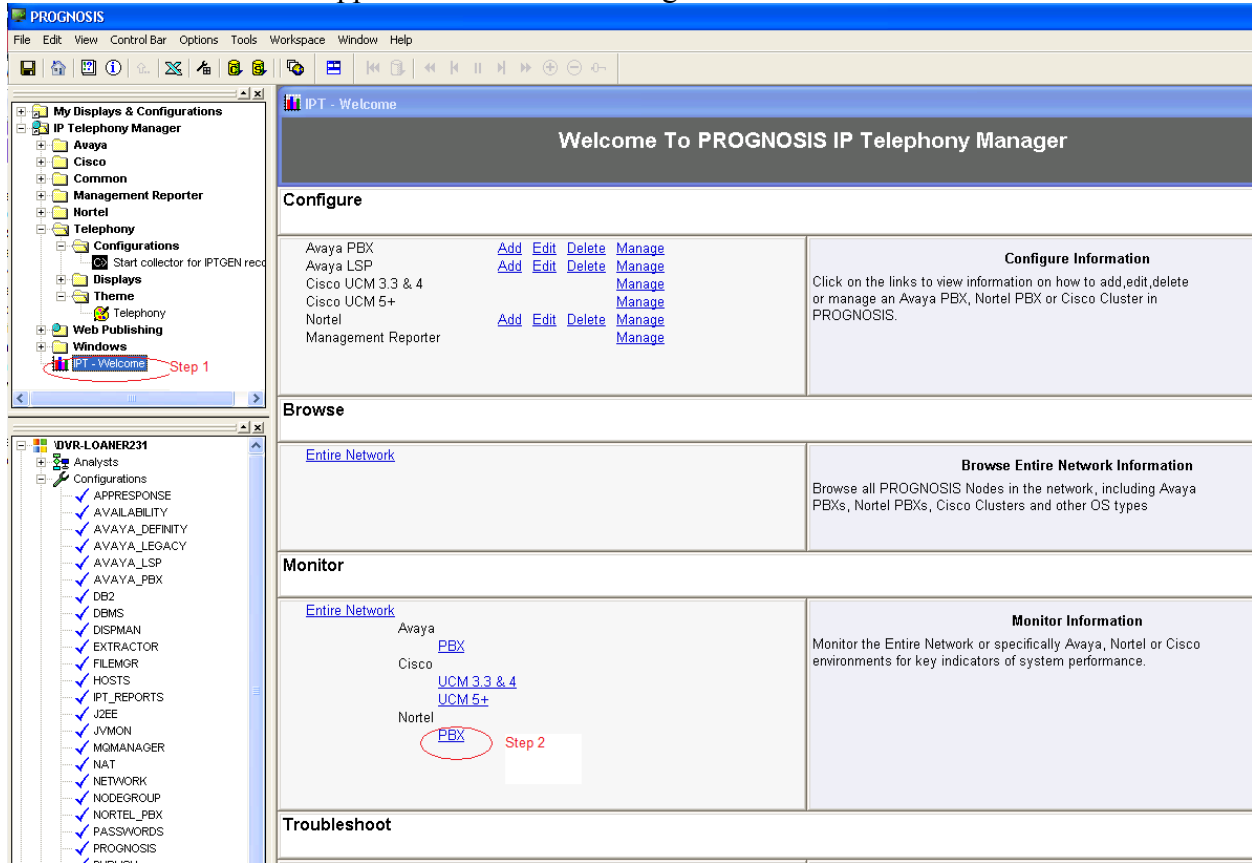 PROGNOSIS
File Edit View Control Bar Options Tools Workspace Window Help
My Displays & Configurations
IP Telephony Manager
Avaya
Cisco
Common
Management Reporter
Nortel
Telephony
Configurations
Start collector for IPTGEN reco
Displays
Theme
Telephony
Web Publishing
Windows
IPT - Welcome Step 1
\DVR-LOANER231
Analysts
Configurations
APPRESPONSE
AVAILABILITY
AVAYA_DEFINITY
AVAYA_LEGACY
AVAYA_LSP
AVAYA_PBX
DB2
DBMS
DISPMAN
EXTRACTOR
FILEMGR
HOSTS
IPT_REPORTS
J2EE
JVMON
MQMANAGER
NAT
NETWORK
NODEGROUP
NORTEL_PBX
PASSWORDS
PROGNOSIS
IPT - Welcome
Welcome To PROGNOSIS IP Telephony Manager
Configure
Avaya PBX Add Edit Delete Manage
Avaya LSP Add Edit Delete Manage
Cisco UCM 3.3 & 4 Manage
Cisco UCM 5+ Manage
Nortel Add Edit Delete Manage
Management Reporter Manage
Configure Information
Click on the links to view information on how to add,edit,delete
or manage an Avaya PBX, Nortel PBX or Cisco Cluster in
PROGNOSIS.
Browse
Entire Network
Browse Entire Network Information
Browse all PROGNOSIS Nodes in the network, including Avaya
PBXs, Nortel PBXs, Cisco Clusters and other OS types
Monitor
Entire Network
Avaya
PBX
Cisco
UCM 3.3 & 4
UCM 5+
Nortel
PBX Step 2
Monitor Information
Monitor the Entire Network or specifically Avaya, Nortel or Cisco
environments for key indicators of system performance.
Troubleshoot